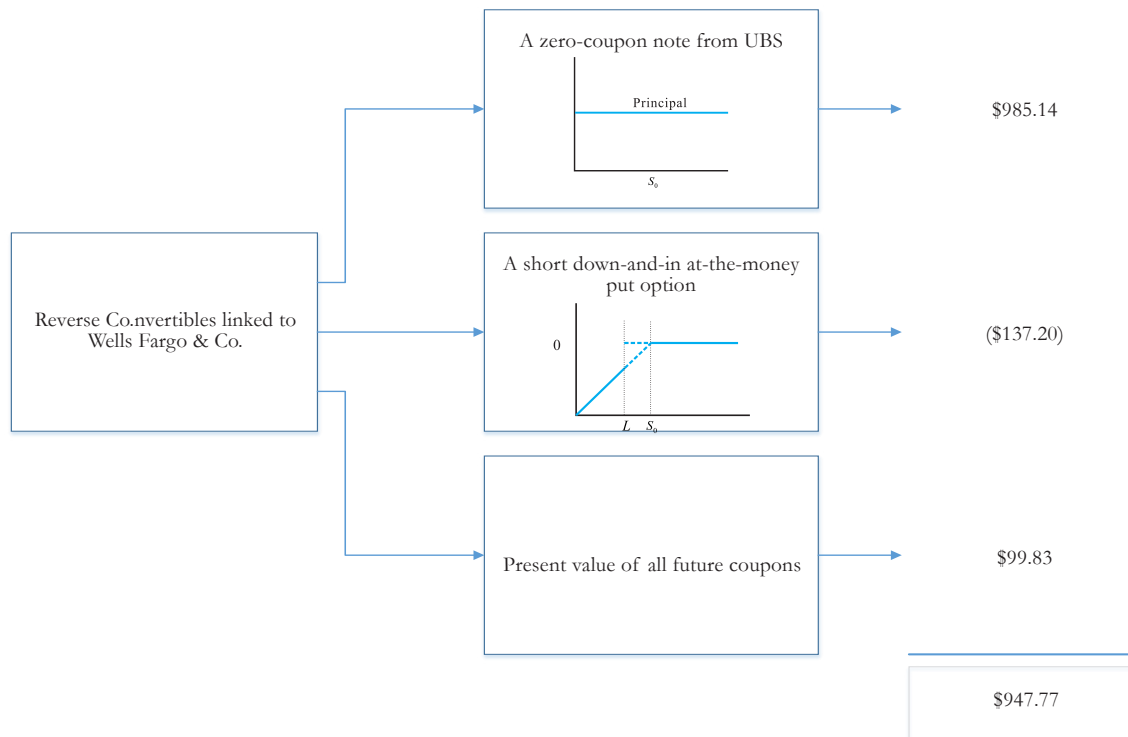 A zero-coupon note from UBS
Principal
S₀
$985.14
Reverse Co.nvertibles linked to
Wells Fargo & Co.
A short down-and-in at-the-money
put option
0
L S₀
($137.20)
Present value of all future coupons
$99.83
$947.77